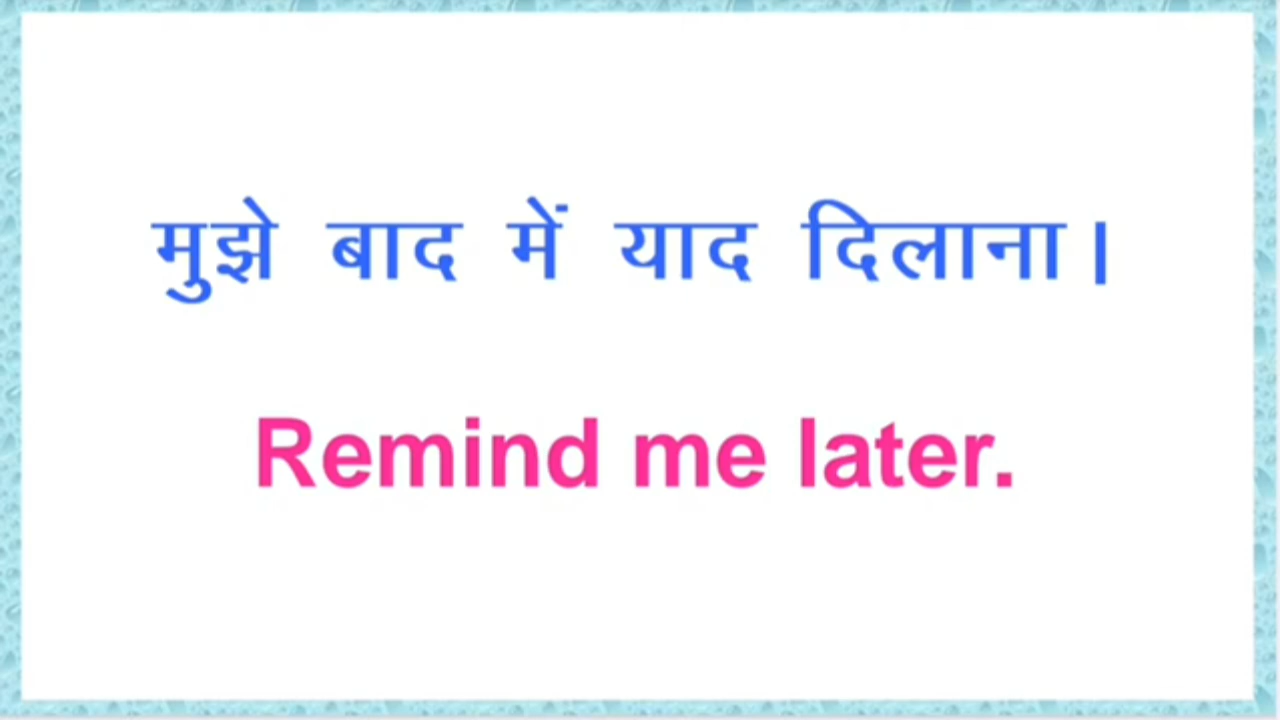 मुझे बाद में याद दिलाना।
Remind me later.